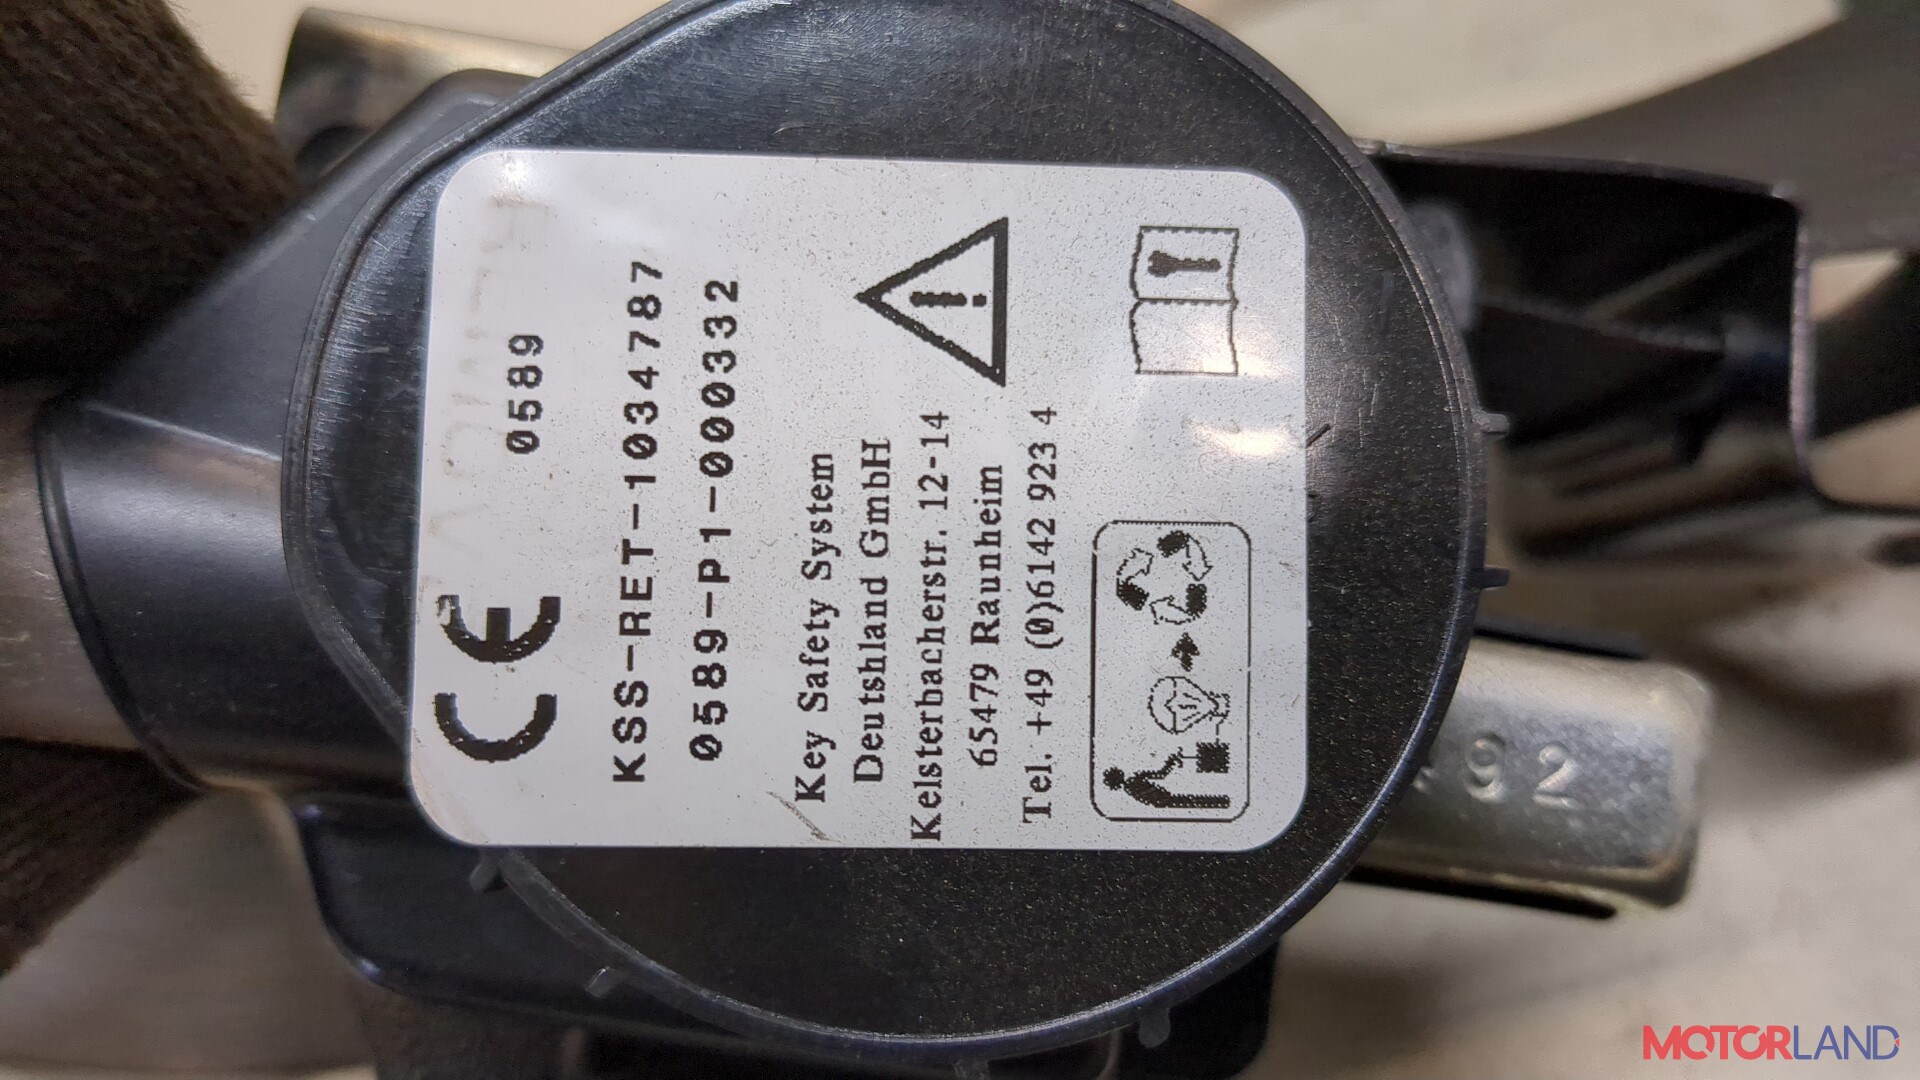 CE 0589
KSS-RET-1034787
0589-P1-000332
Key Safety System
Deutshland GmbH
Kelsterbacherstr. 12-14
65479 Raunheim
Tel. +49 (0)6142 923 4
92
MOTORLAND